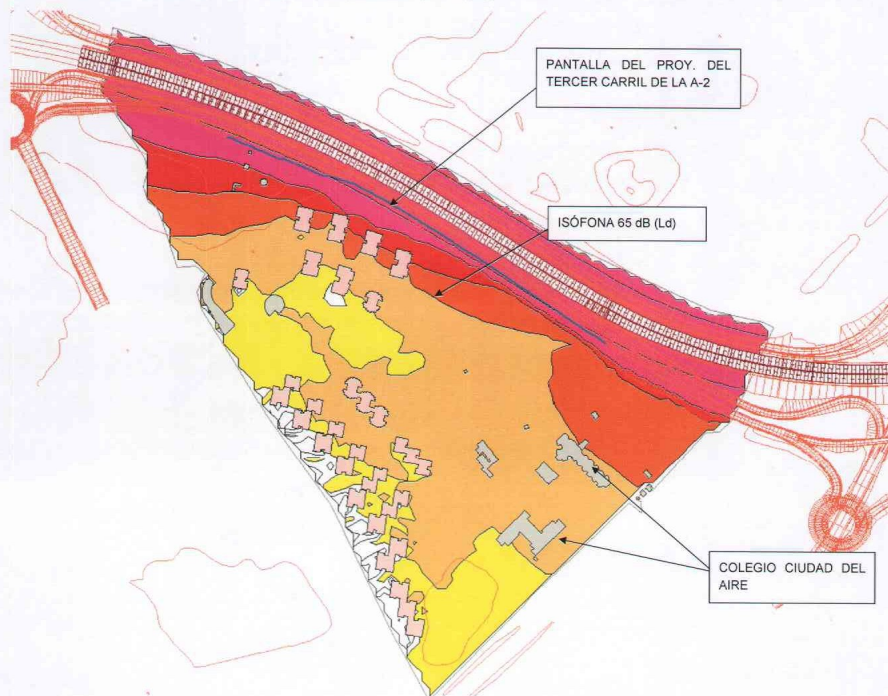 PANTALLA DEL PROY. DEL
TERCER CARRIL DE LA A-2
ISÓFONA 65 dB (Ld)
COLEGIO CIUDAD DEL
AIRE